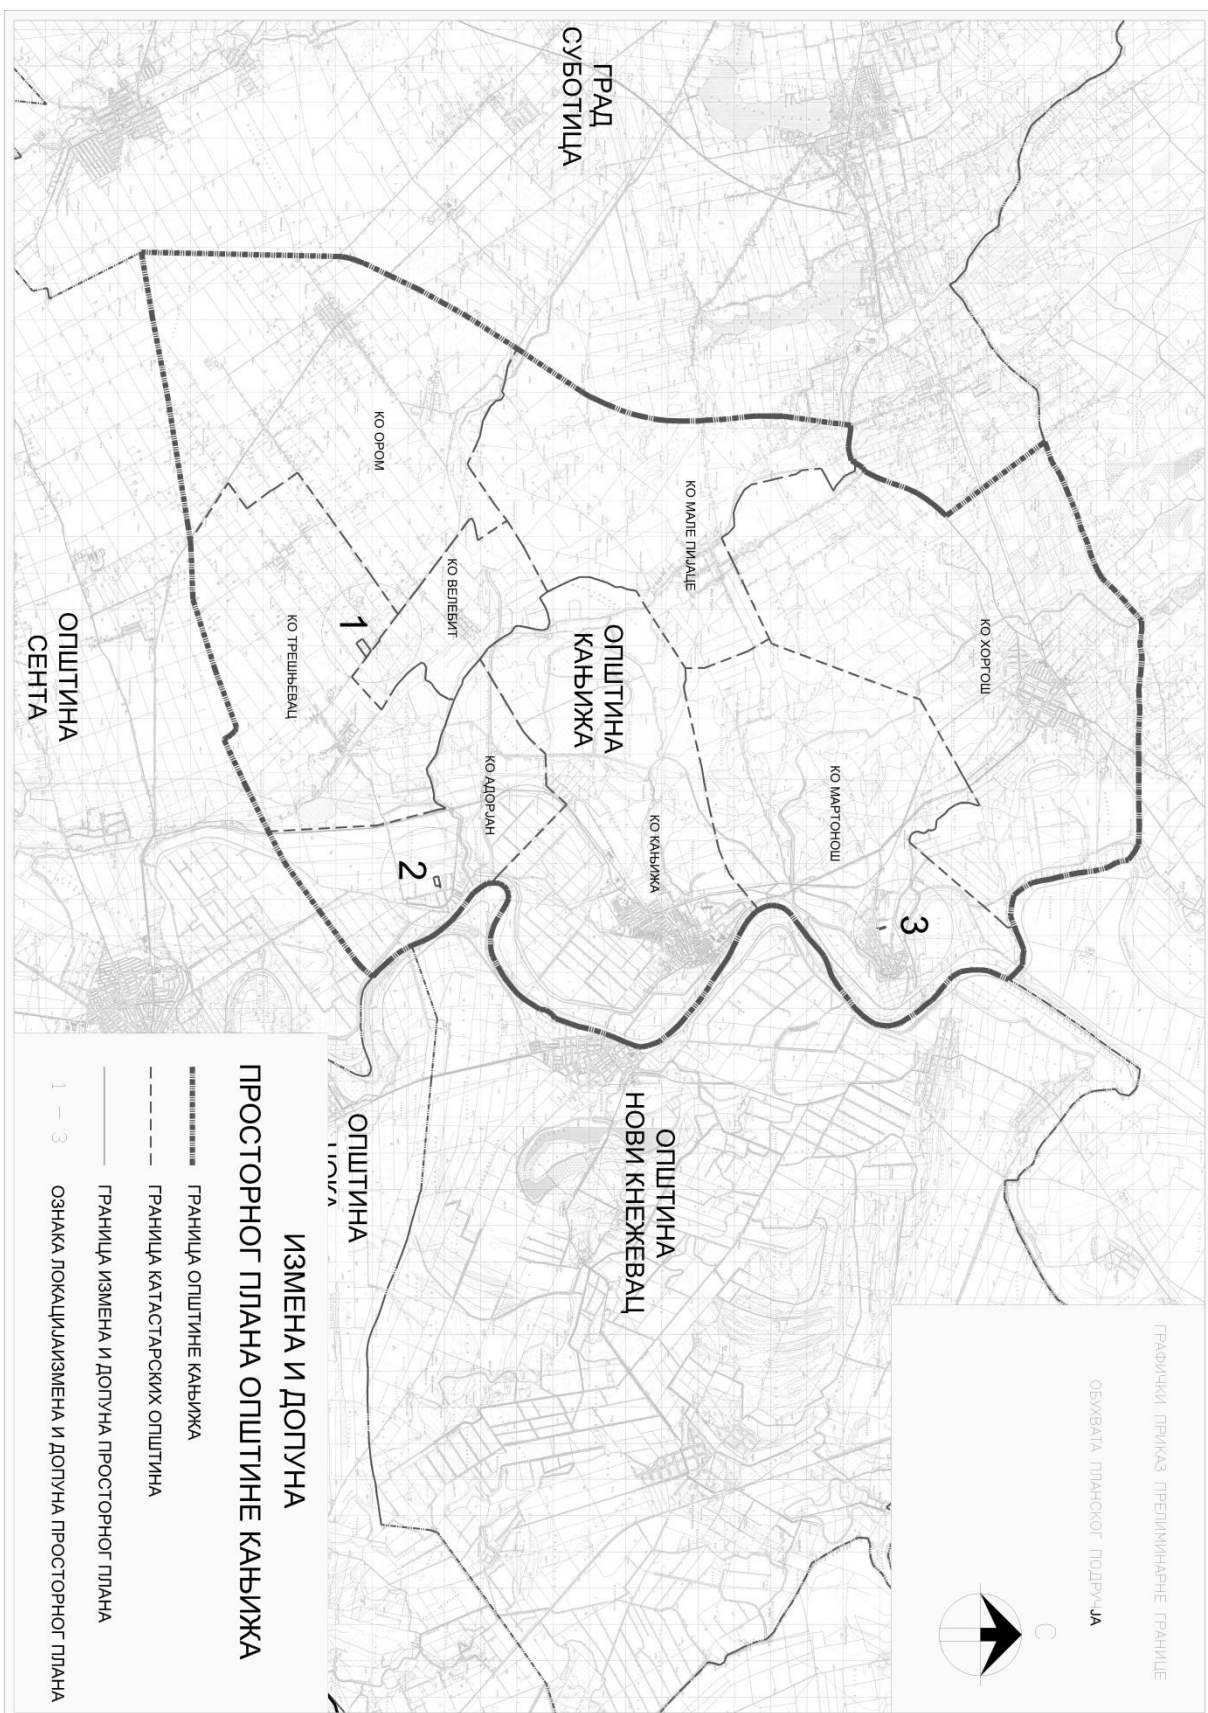 ГРАФИЧКИ ПРИКАЗ ПРЕЛИМИНАРНЕ ГРАНИЦЕ
ОБУХВАТА ПЛАНСКОГ ПОДРУЧЈА
С
ГРАД
СУБОТИЦА
КО ХОРГОШ
КО МАРТОНОШ
3
КО МАЛЕ ПИЈАЦЕ
КО КАЊИЖА
ОПШТИНА
КАЊИЖА
ОПШТИНА
НОВИ КНЕЖЕВАЦ
КО АДОРЈАН
КО ВЕЛЕБИТ
КО ОРОМ
2
1
КО ТРЕШЊЕВАЦ
ОПШТИНА
ОПШТИНА
СЕНТА
ИЗМЕНА И ДОПУНА
ПРОСТОРНОГ ПЛАНА ОПШТИНЕ КАЊИЖА
ГРАНИЦА ОПШТИНЕ КАЊИЖА
ГРАНИЦА КАТАСТАРСКИХ ОПШТИНА
ГРАНИЦА ИЗМЕНА И ДОПУНА ПРОСТОРНОГ ПЛАНА
1 – 3 ОЗНАКА ЛОКАЦИЈАИЗМЕНА И ДОПУНА ПРОСТОРНОГ ПЛАНА